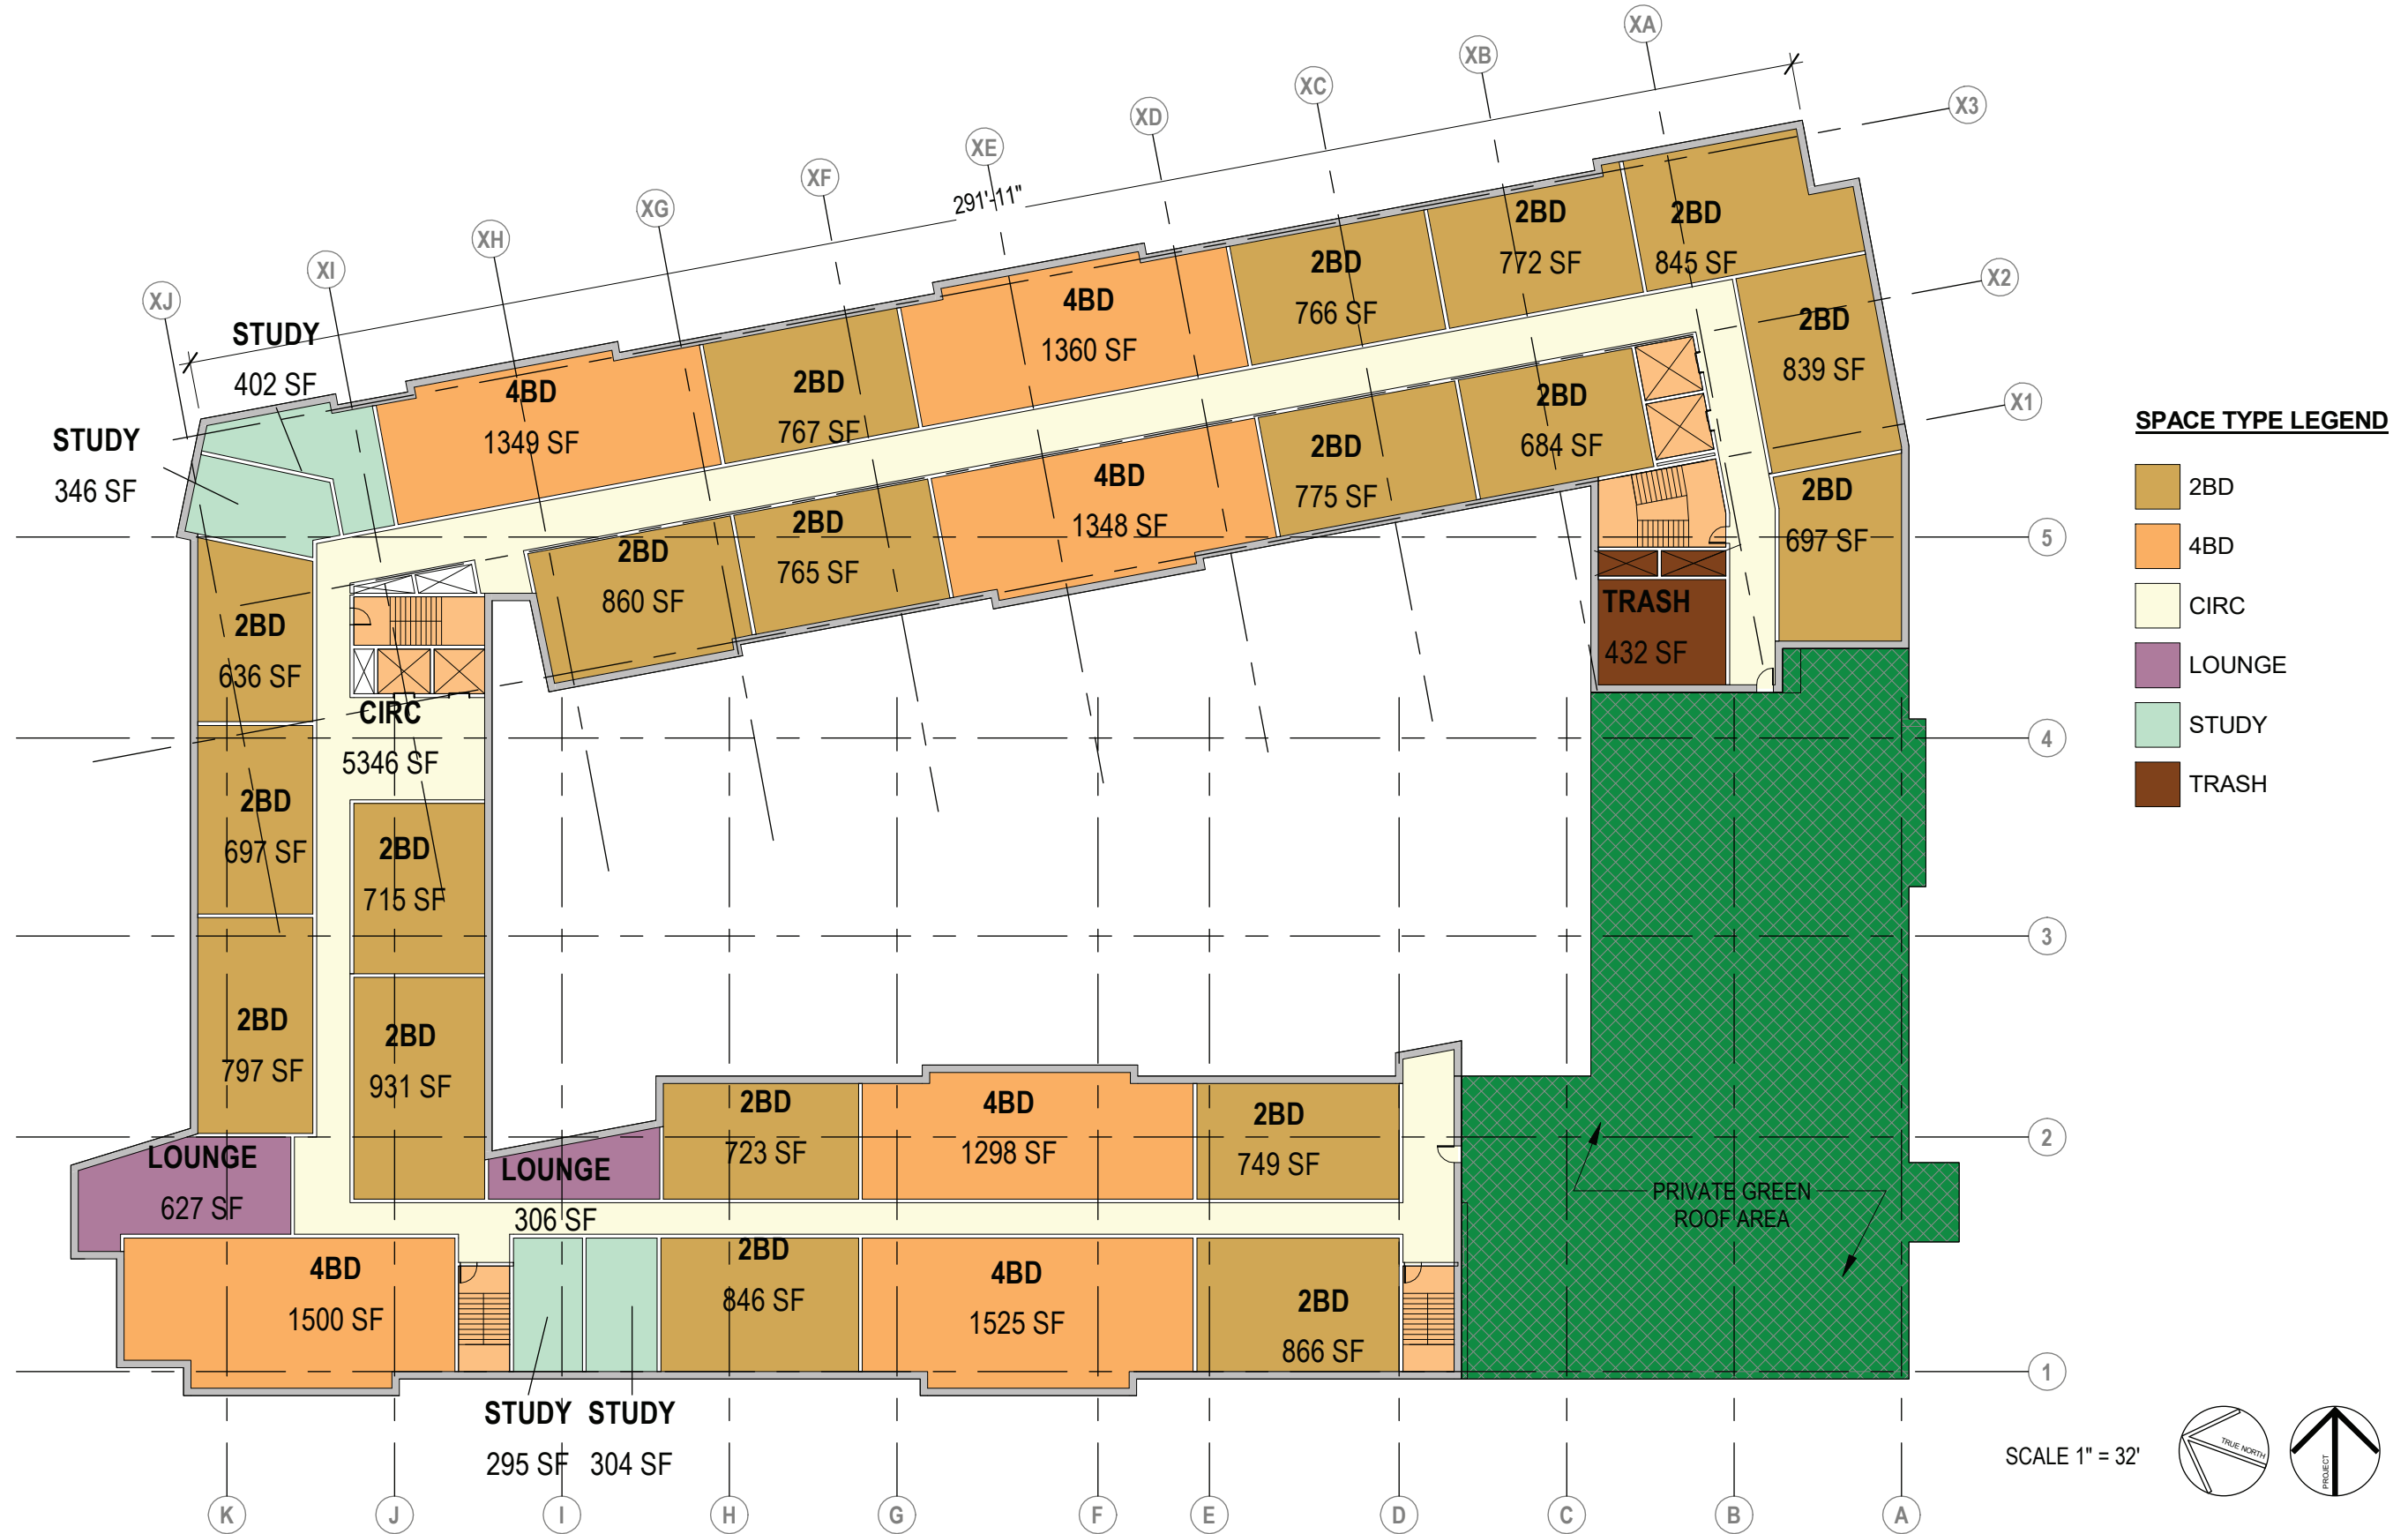 XA
XB
XC
XD
XE
XF
XG
XH
XI
XJ
X3
X2
X1
291'-11"
2BD
845 SF
2BD
772 SF
2BD
766 SF
4BD
1360 SF
2BD
767 SF
4BD
1349 SF
STUDY
402 SF
STUDY
346 SF
2BD
839 SF
2BD
697 SF
2BD
684 SF
2BD
775 SF
4BD
1348 SF
2BD
765 SF
2BD
860 SF
TRASH
432 SF
2BD
636 SF
CIRC
5346 SF
2BD
697 SF
2BD
715 SF
2BD
797 SF
2BD
931 SF
LOUNGE
627 SF
LOUNGE
306 SF
2BD
723 SF
4BD
1298 SF
2BD
749 SF
4BD
1500 SF
2BD
846 SF
4BD
1525 SF
2BD
866 SF
STUDY
295 SF
STUDY
304 SF
PRIVATE GREEN
ROOF AREA
5
4
3
2
1
K
J
I
H
G
F
E
D
C
B
A
SPACE TYPE LEGEND
2BD
4BD
CIRC
LOUNGE
STUDY
TRASH
SCALE 1" = 32'
TRUE NORTH
PROJECT